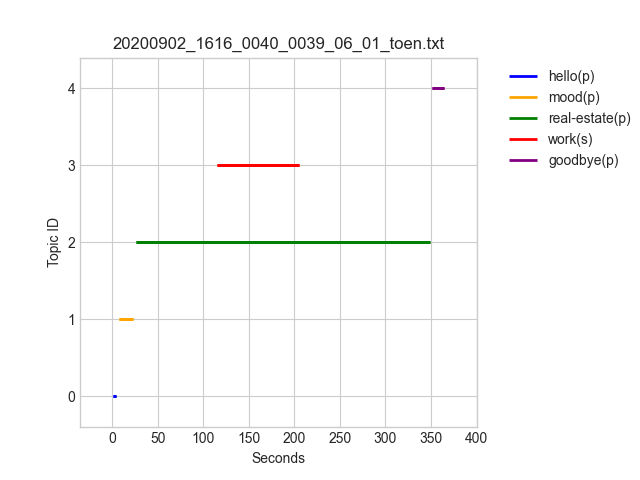 20200902_1616_0040_0039_06_01_toen.txt
hello(p)
mood(p)
real-estate(p)
work(s)
goodbye(p)
Topic ID
4
3
2
1
0
0 50 100 150 200 250 300 350 400
Seconds